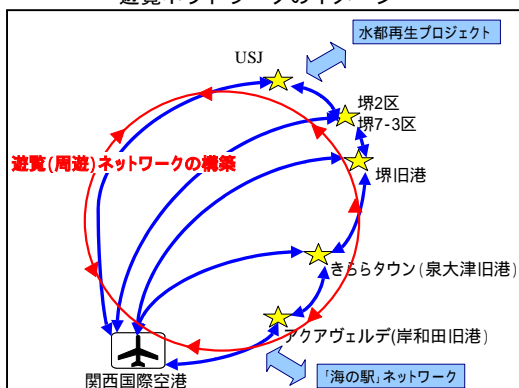 水都再生プロジェクト
USJ
堺2区
堺7-3区
遊覧(周遊)ネットワークの構築
堺旧港
きららタウン(泉大津旧港)
アクアヴェルデ(岸和田旧港)
関西国際空港
「海の駅」ネットワーク